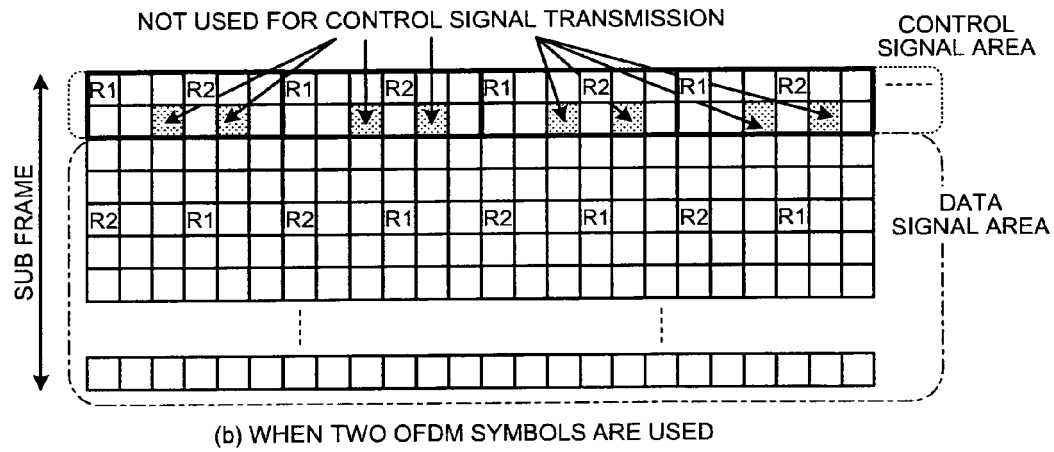 NOT USED FOR CONTROL SIGNAL TRANSMISSION
CONTROL
SIGNAL AREA
R1 R2 R1 R2 R1 R2 R1 R2
SUB FRAME
R2 R1 R2 R1 R2 R1 R2 R1
DATA
SIGNAL AREA
(b) WHEN TWO OFDM SYMBOLS ARE USED